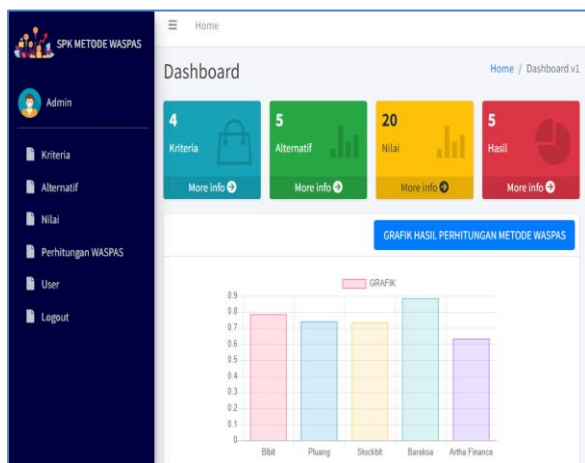 SPK METODE WASPAS
Admin
Kriteria
Alternatif
Nilai
Perhitungan WASPAS
User
Logout
Home
Dashboard
Home / Dashboard v1
4
Kriteria
More info
5
Alternatif
More info
20
Nilai
More info
5
Hasil
More info
GRAFIK HASIL PERHITUNGAN METODE WASPAS
GRAFIK
0.9
0.8
0.7
0.6
0.5
0.4
0.3
0.2
0.1
0
Bibit Pluang Stockbit Bareksa Artha Finance